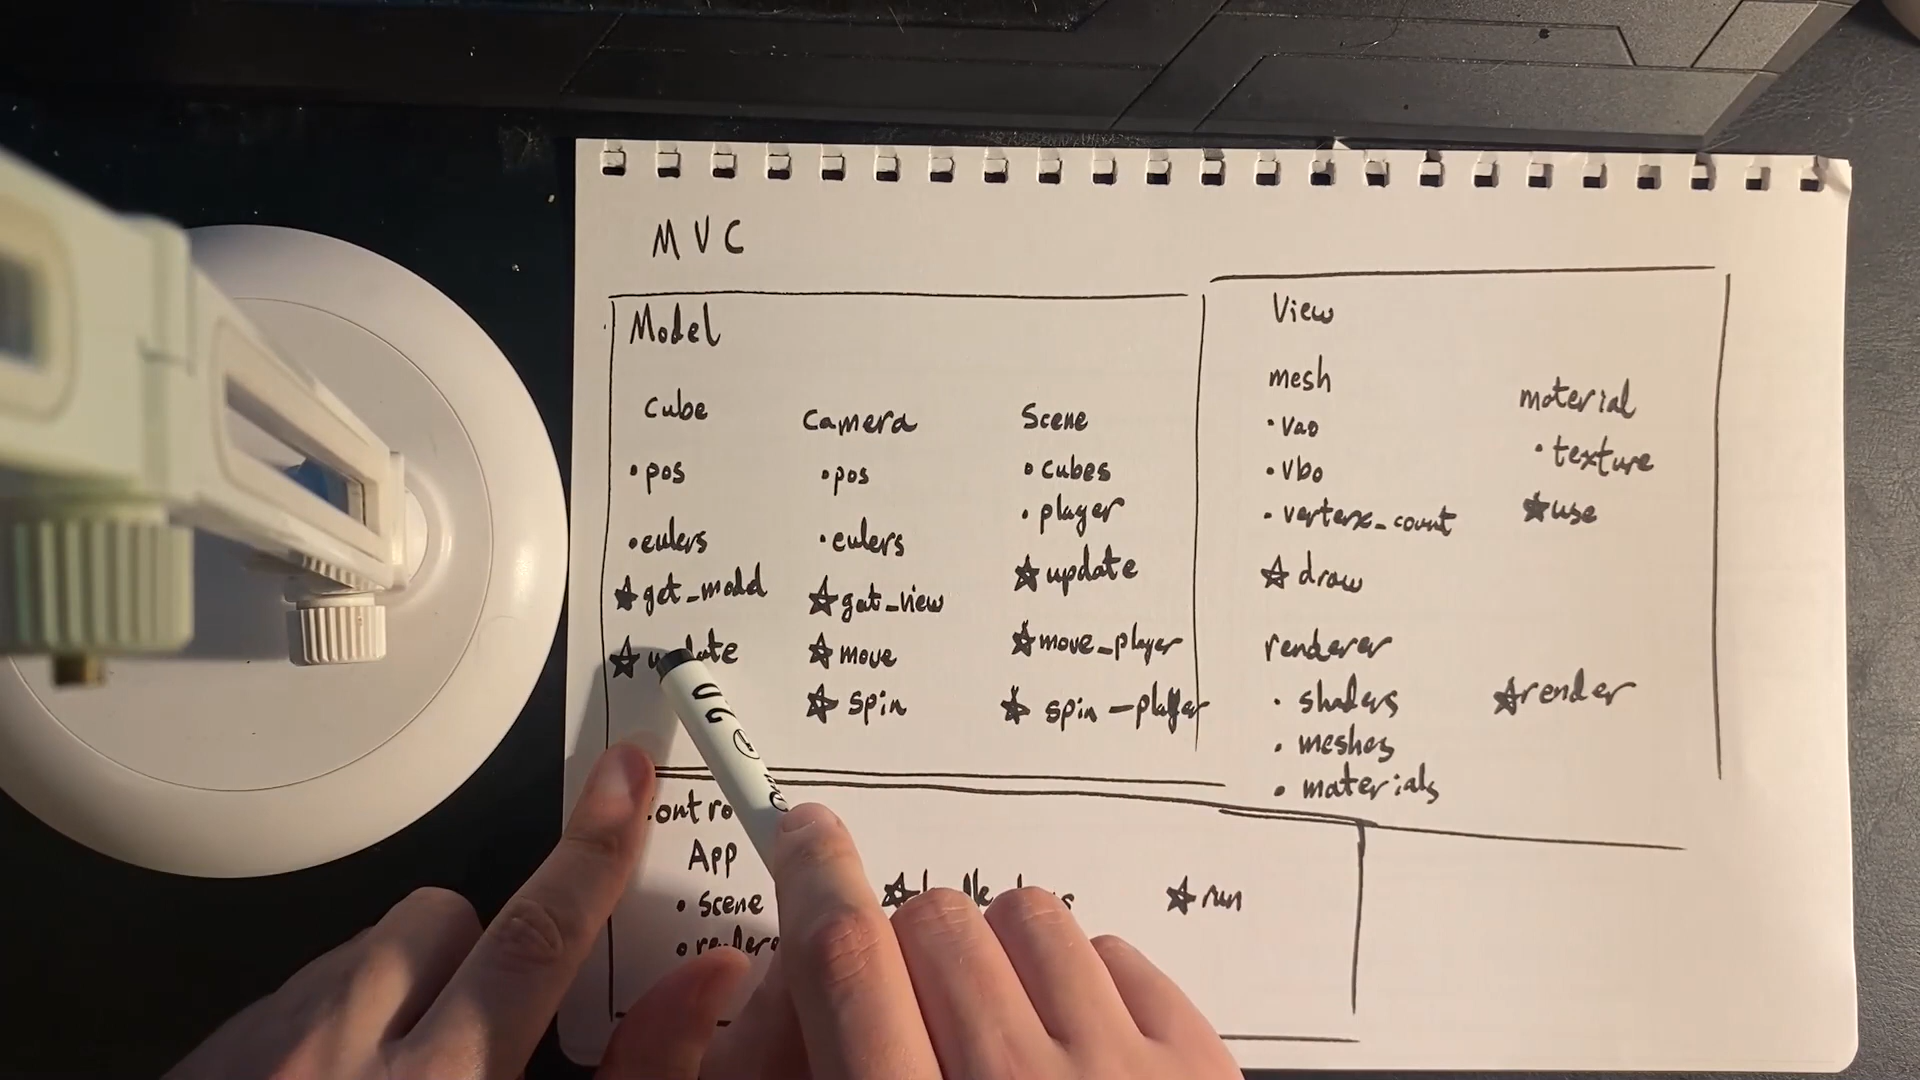 MVC
Model
Cube
• pos
• eulers
☆ get_model
☆ update
Camera
• pos
• eulers
☆ get_view
☆ move
☆ spin
Scene
• cubes
• player
☆ update
☆ move_player
☆ spin_player
View
mesh
• vao
• vbo
• vertex_count
☆ draw
material
• texture
☆ use
renderer
• shaders
• meshes
• materials
☆ render
App
• scene
☆ run